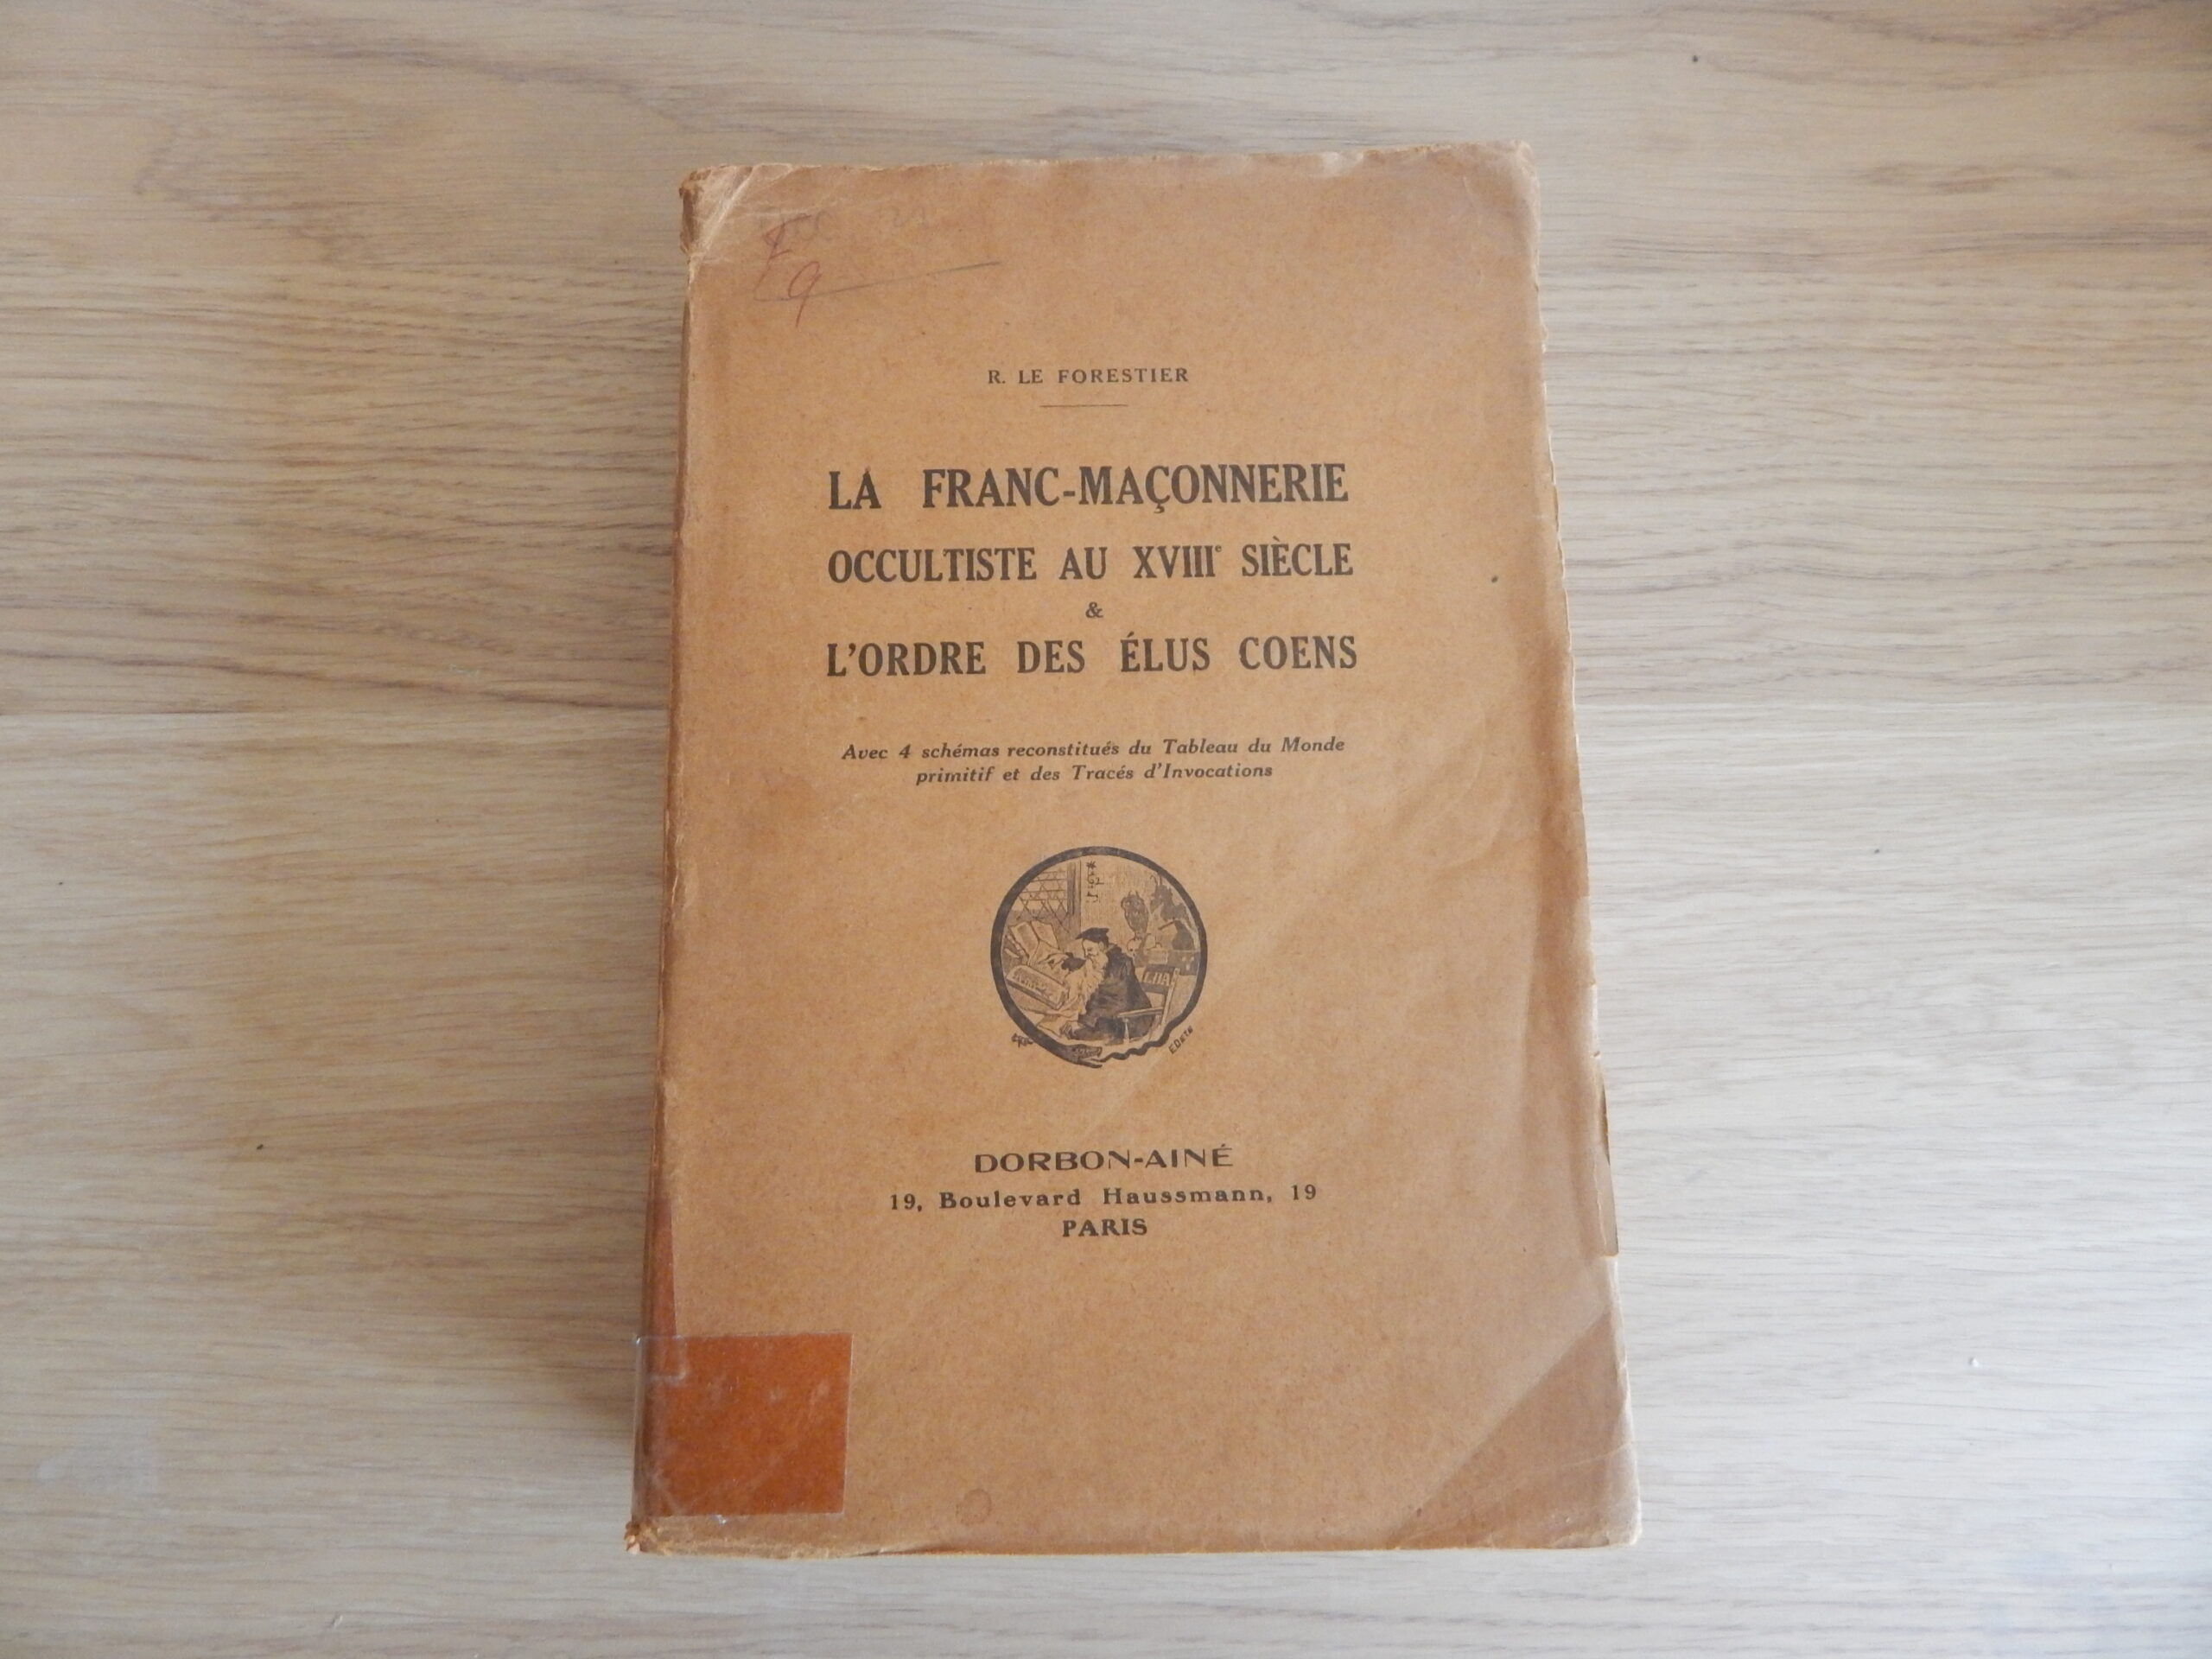 R. LE FORESTIER
LA FRANC-MAÇONNERIE
OCCULTISTE AU XVIIIᵉ SIÈCLE
&
L'ORDRE DES ÉLUS COENS
Avec 4 schémas reconstitués du Tableau du Monde
primitif et des Tracés d'Invocations
DORBON-AINÉ
19, Boulevard Haussmann, 19
PARIS